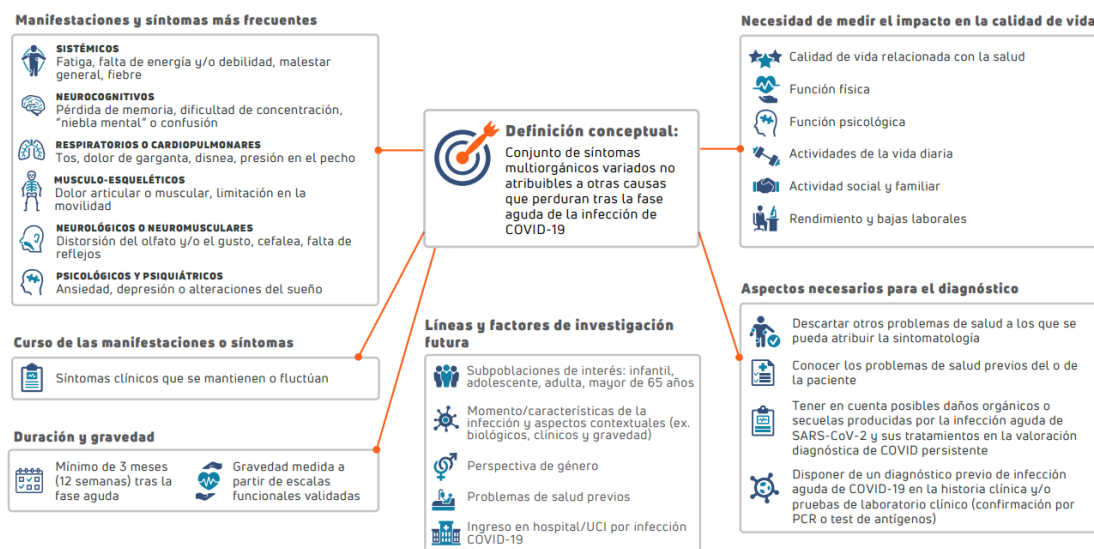 Manifestaciones y síntomas más frecuentes
SISTÉMICOS
Fatiga, falta de energía y/o debilidad, malestar
general, fiebre
NEUROCOGNITIVOS
Pérdida de memoria, dificultad de concentración,
"niebla mental" o confusión
RESPIRATORIOS O CARDIOPULMONARES
Tos, dolor de garganta, disnea, presión en el pecho
MUSCULO-ESQUELÉTICOS
Dolor articular o muscular, limitación en la
movilidad
NEUROLÓGICOS O NEUROMUSCULARES
Distorsión del olfato y/o el gusto, cefalea, falta de
reflejos
PSICOLÓGICOS Y PSIQUIÁTRICOS
Ansiedad, depresión o alteraciones del sueño
Curso de las manifestaciones o síntomas
Síntomas clínicos que se mantienen o fluctúan
Duración y gravedad
Mínimo de 3 meses
(12 semanas) tras la
fase aguda
Gravedad medida a
partir de escalas
funcionales validadas
Definición conceptual:
Conjunto de síntomas
multiorgánicos variados no
atribuibles a otras causas
que perduran tras la fase
aguda de la infección de
COVID-19
Líneas y factores de investigación
futura
Subpoblaciones de interés: infantil,
adolescente, adulta, mayor de 65 años
Momento/características de la
infección y aspectos contextuales (ex.
biológicos, clínicos y gravedad)
Perspectiva de género
Problemas de salud previos
Ingreso en hospital/UCI por infección
COVID-19
Necesidad de medir el impacto en la calidad de vida
Calidad de vida relacionada con la salud
Función física
Función psicológica
Actividades de la vida diaria
Actividad social y familiar
Rendimiento y bajas laborales
Aspectos necesarios para el diagnóstico
Descartar otros problemas de salud a los que se
pueda atribuir la sintomatología
Conocer los problemas de salud previos del o de
la paciente
Tener en cuenta posibles daños orgánicos o
secuelas producidas por la infección aguda de
SARS-CoV-2 y sus tratamientos en la valoración
diagnóstica de COVID persistente
Disponer de un diagnóstico previo de infección
aguda de COVID-19 en la historia clínica y/o
pruebas de laboratorio clínico (confirmación por
PCR o test de antígenos)